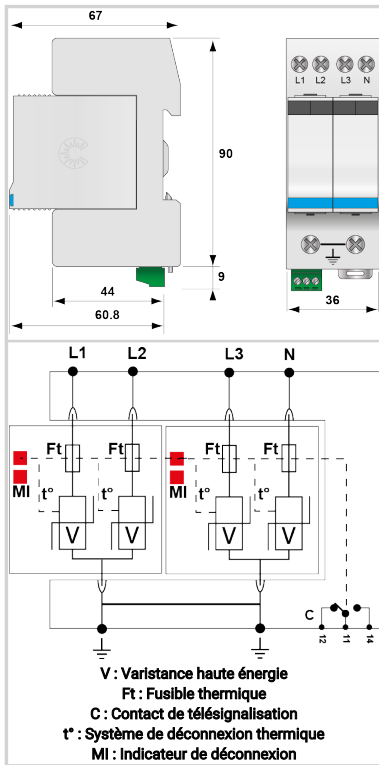 67
L1 L2 L3 N
90
9
44
36
60.8
L1 L2 L3 N
Ft Ft Ft Ft
MI t° t° MI t° t°
V V V V
C
12 11 14
V : Varistance haute énergie
Ft : Fusible thermique
C : Contact de télésignalisation
t° : Système de déconnexion thermique
MI : Indicateur de déconnexion